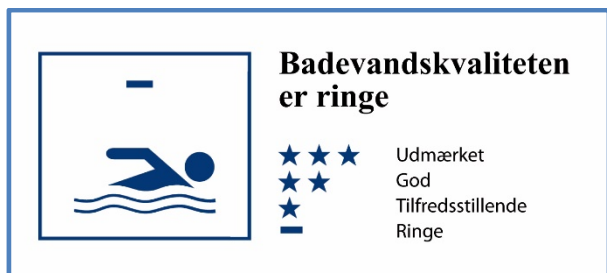 Badevandskvaliteten
er ringe
★ ★ ★ Udmærket
★ ★ God
★ Tilfredsstillende
– Ringe